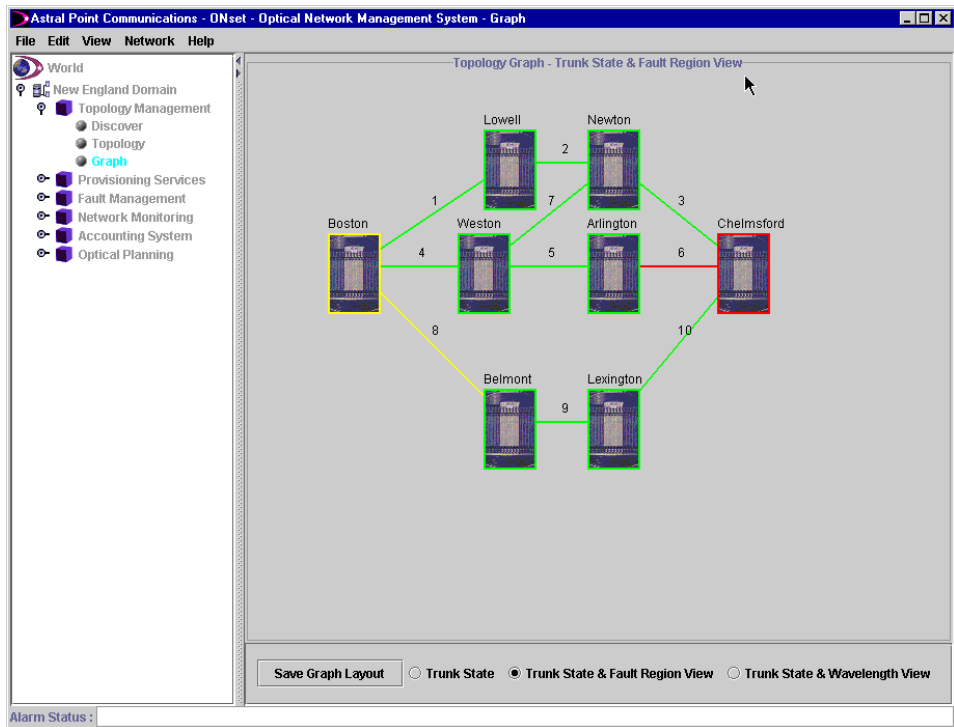 Astral Point Communications - ONset - Optical Network Management System - Graph
File Edit View Network Help
World
New England Domain
Topology Management
Discover
Topology
Graph
Provisioning Services
Fault Management
Network Monitoring
Accounting System
Optical Planning
Topology Graph - Trunk State & Fault Region View
Lowell
Newton
2
1
7
3
Boston
Weston
Arlington
Chelmsford
4
5
6
8
10
Belmont
Lexington
9
Save Graph Layout
Trunk State
Trunk State & Fault Region View
Trunk State & Wavelength View
Alarm Status :